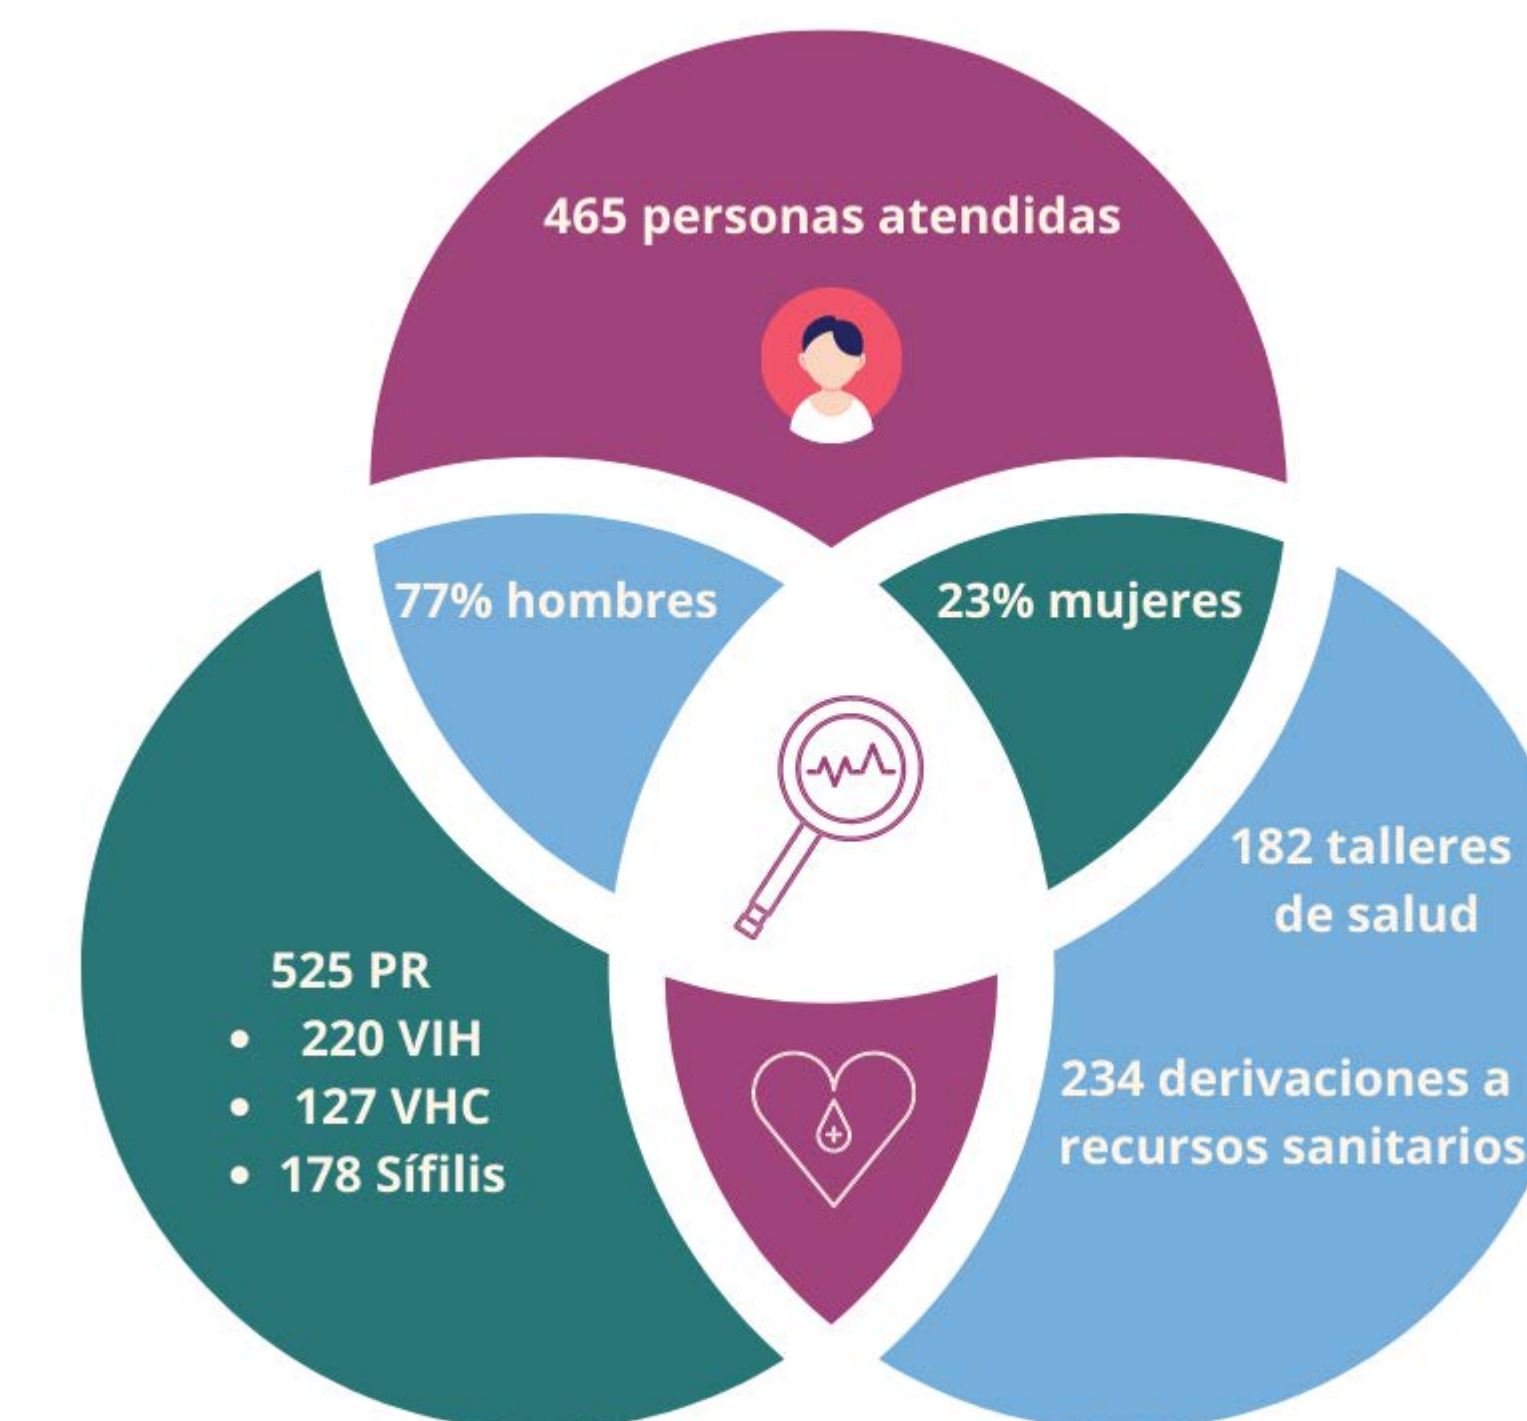 465 personas atendidas
77% hombres
23% mujeres
182 talleres
de salud
525 PR
• 220 VIH
• 127 VHC
• 178 Sífilis
234 derivaciones a
recursos sanitarios